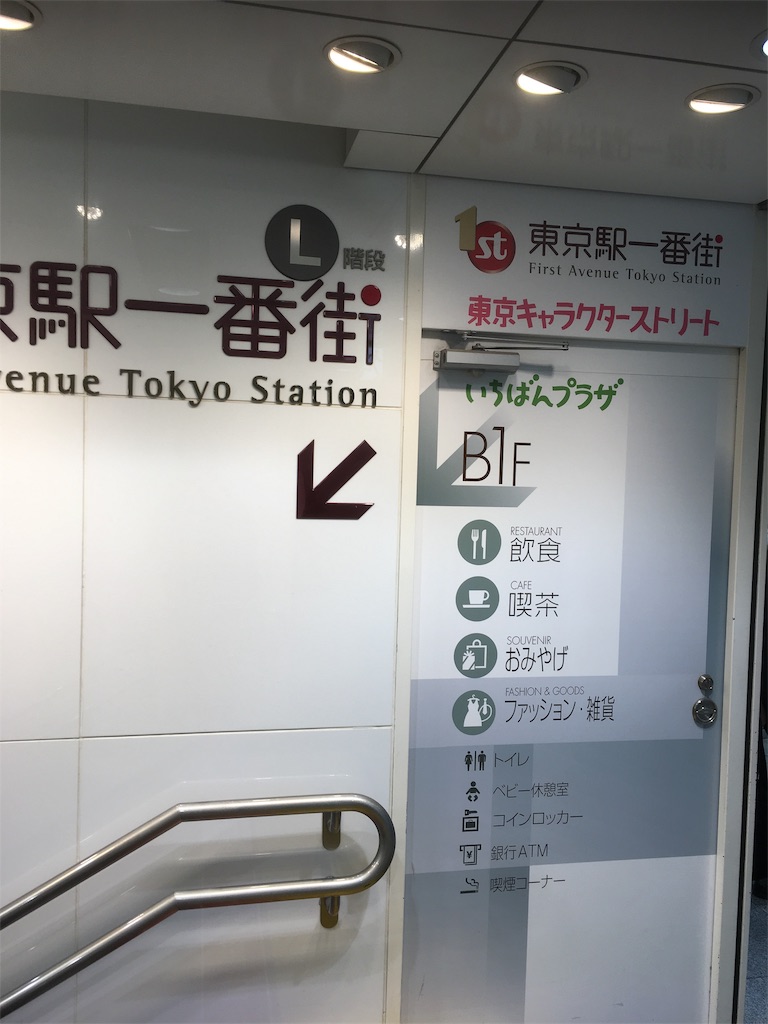 L 階段
京駅一番街
Avenue Tokyo Station
1st 東京駅一番街
First Avenue Tokyo Station
東京キャラクターストリート
いちばんプラザ
B1F
RESTAURANT
飲食
CAFE
喫茶
SOUVENIR
おみやげ
FASHION & GOODS
ファッション・雑貨
トイレ
ベビー休憩室
コインロッカー
銀行ATM
喫煙コーナー